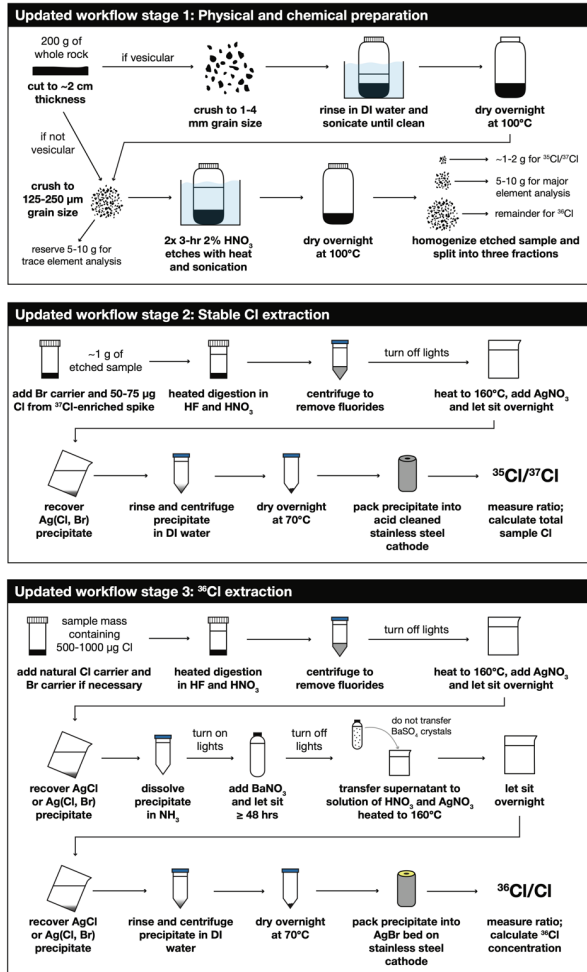 Updated workflow stage 1: Physical and chemical preparation
200 g of
whole rock
cut to ~2 cm
thickness
if vesicular
crush to 1-4
mm grain size
rinse in DI water and
sonicate until clean
dry overnight
at 100°C
if not
vesicular
crush to
125-250 µm
grain size
reserve 5-10 g for
trace element analysis
2x 3-hr 2% HNO₃
etches with heat
and sonication
dry overnight
at 100°C
~1-2 g for ³⁵Cl/³⁷Cl
5-10 g for major
element analysis
remainder for ³⁶Cl
homogenize etched sample and
split into three fractions
Updated workflow stage 2: Stable Cl extraction
~1 g of
etched sample
add Br carrier and 50-75 µg
Cl from ³⁷Cl-enriched spike
heated digestion in
HF and HNO₃
centrifuge to
remove fluorides
turn off lights
heat to 160°C, add AgNO₃
and let sit overnight
recover
Ag(Cl, Br)
precipitate
rinse and centrifuge
precipitate
in DI water
dry overnight
at 70°C
pack precipitate into
acid cleaned
stainless steel
cathode
³⁵Cl/³⁷Cl
measure ratio;
calculate total
sample Cl
Updated workflow stage 3: ³⁶Cl extraction
sample mass
containing
500-1000 µg Cl
add natural Cl carrier and
Br carrier if necessary
heated digestion
in HF and HNO₃
centrifuge to
remove fluorides
turn off lights
heat to 160°C, add AgNO₃
and let sit overnight
recover AgCl
or Ag(Cl, Br)
precipitate
dissolve
precipitate
in NH₃
turn on
lights
add BaNO₃
and let sit
≥ 48 hrs
turn off
lights
do not transfer
BaSO₄ crystals
transfer supernatant to
solution of HNO₃ and AgNO₃
heated to 160°C
let sit
overnight
recover AgCl
or Ag(Cl, Br)
precipitate
rinse and centrifuge
precipitate in DI
water
dry overnight
at 70°C
pack precipitate into
AgBr bed on
stainless steel
cathode
³⁶Cl/Cl
measure ratio;
calculate ³⁶Cl
concentration